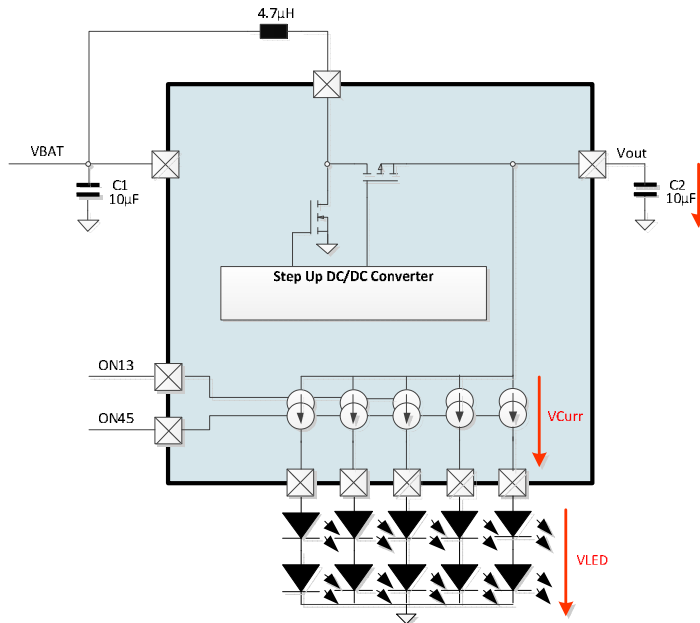 4.7µH
VBAT
C1
10µF
Vout
C2
10µF
Step Up DC/DC Converter
ON13
ON45
VCurr
VLED